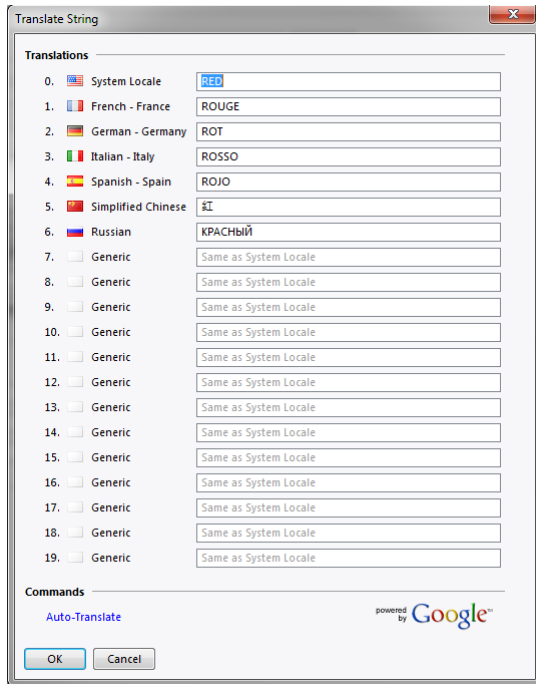 Translate String
Translations
0. System Locale RED
1. French - France ROUGE
2. German - Germany ROT
3. Italian - Italy ROSSO
4. Spanish - Spain ROJO
5. Simplified Chinese 红
6. Russian КРАСНЫЙ
7. Generic Same as System Locale
8. Generic Same as System Locale
9. Generic Same as System Locale
10. Generic Same as System Locale
11. Generic Same as System Locale
12. Generic Same as System Locale
13. Generic Same as System Locale
14. Generic Same as System Locale
15. Generic Same as System Locale
16. Generic Same as System Locale
17. Generic Same as System Locale
18. Generic Same as System Locale
19. Generic Same as System Locale
Commands
Auto-Translate powered by Google™
OK Cancel